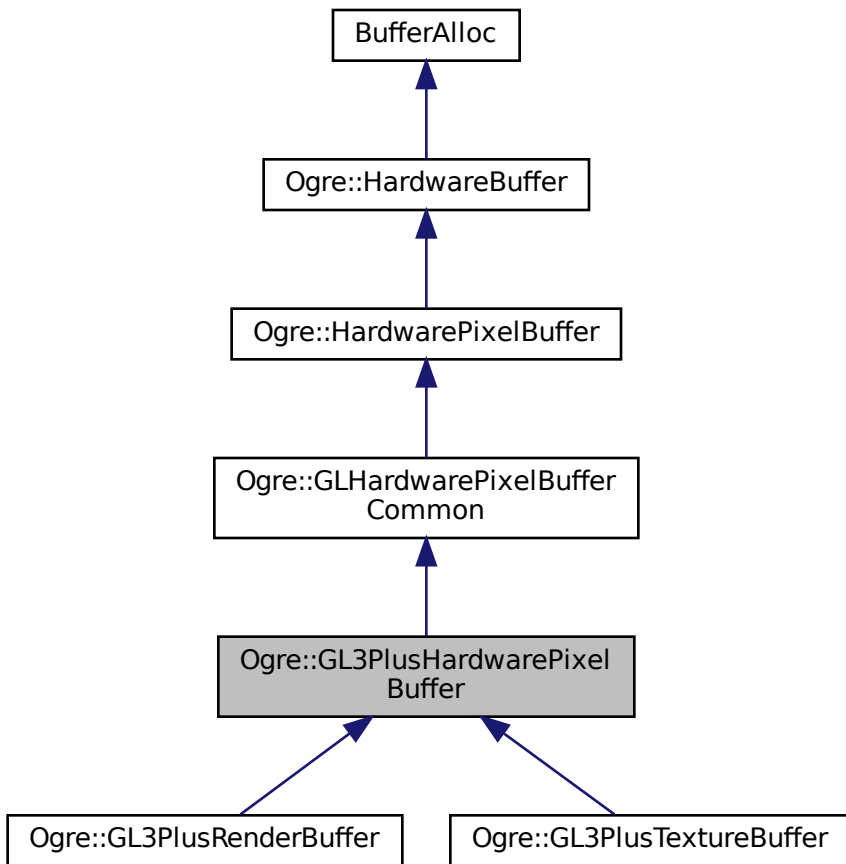 BufferAlloc
Ogre::HardwareBuffer
Ogre::HardwarePixelBuffer
Ogre::GLHardwarePixelBuffer
Common
Ogre::GL3PlusHardwarePixel
Buffer
Ogre::GL3PlusRenderBuffer
Ogre::GL3PlusTextureBuffer